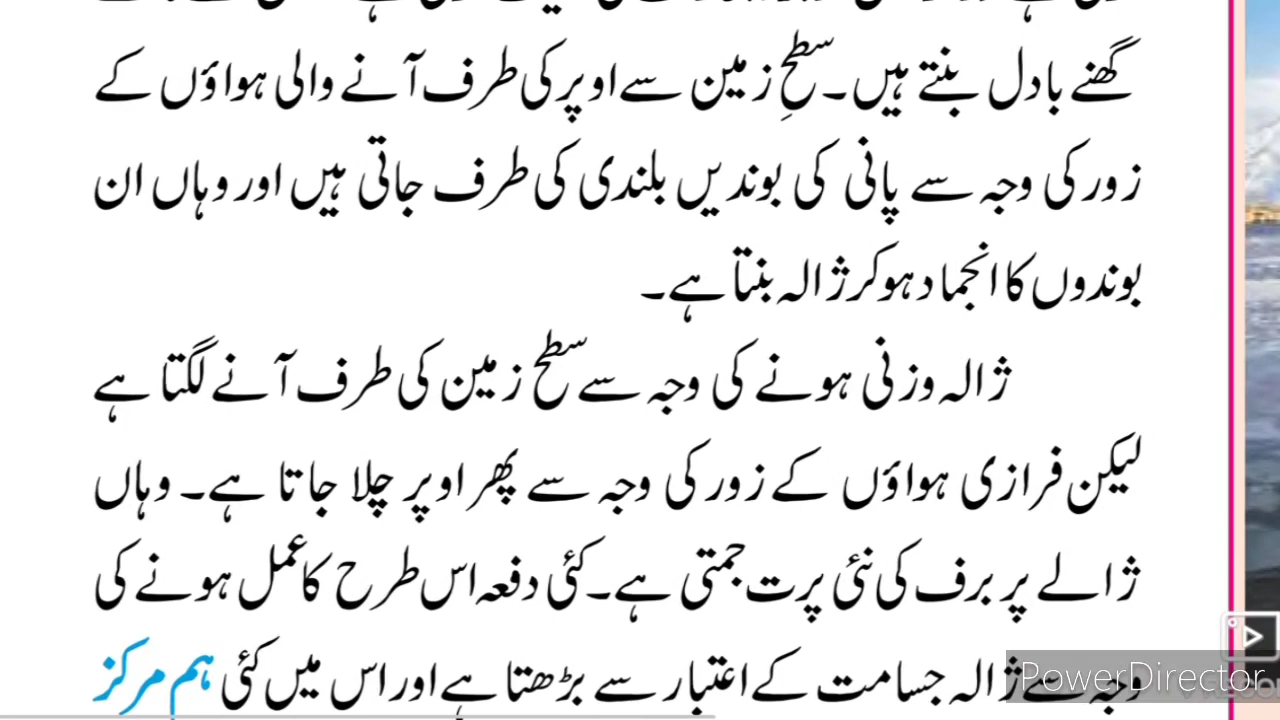 گھنے بادل بنتے ہیں۔ سطحِ زمین سے اوپر کی طرف آنے والی ہواؤں کے
زور کی وجہ سے پانی کی بوندیں بلندی کی طرف جاتی ہیں اور وہاں ان
بوندوں کا انجماد ہوکر ژالہ بنتا ہے۔
ژالہ وزنی ہونے کی وجہ سے سطح زمین کی طرف آنے لگتا ہے
لیکن فرازی ہواؤں کے زور کی وجہ سے پھر اوپر چلا جاتا ہے۔ وہاں
ژالے پر برف کی نئی پرت جمتی ہے۔ کئی دفعہ اس طرح کا عمل ہونے کی
وجہ سے ژالہ جسامت کے اعتبار سے بڑھتا ہے اور اس میں کئی ہم مرکز
PowerDirector